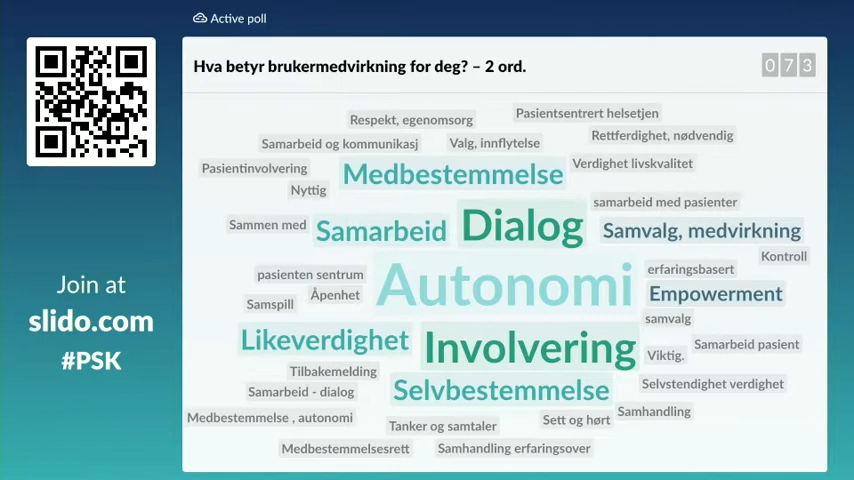 Active poll
Hva betyr brukermedvirkning for deg? – 2 ord.
073
Respekt, egenomsorg
Pasientsentrert helsetjen
Samarbeid og kommunikasj
Valg, innflytelse
Rettferdighet, nødvendig
Pasientinvolvering
Medbestemmelse
Verdighet livskvalitet
Nyttig
samarbeid med pasienter
Sammen med
Samarbeid
Dialog
Samvalg, medvirkning
Kontroll
pasienten sentrum
Autonomi
erfaringsbasert
Samspill
Åpenhet
Empowerment
samvalg
Likeverdighet
Involvering
Viktig.
Samarbeid pasient
Tilbakemelding
Samarbeid - dialog
Selvbestemmelse
Selvstendighet verdighet
Medbestemmelse , autonomi
Tanker og samtaler
Sett og hørt
Samhandling
Medbestemmelsesrett
Samhandling erfaringsover
Join at
slido.com
#PSK